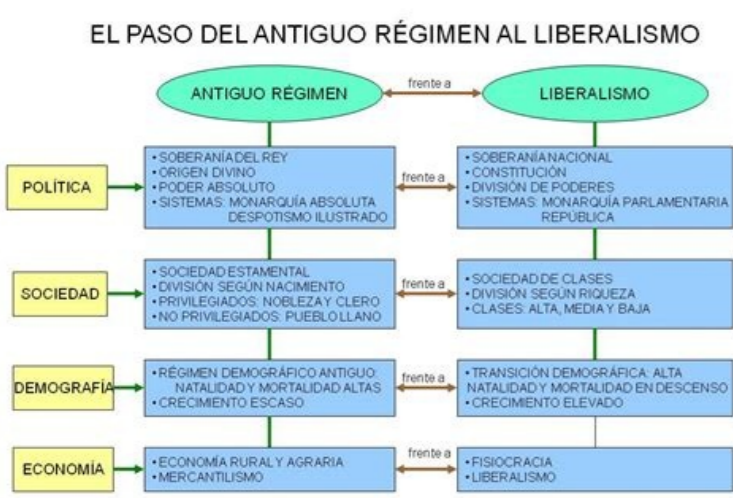 EL PASO DEL ANTIGUO RÉGIMEN AL LIBERALISMO
ANTIGUO RÉGIMEN
frente a
LIBERALISMO
POLÍTICA
• SOBERANÍA DEL REY
• ORIGEN DIVINO
• PODER ABSOLUTO
• SISTEMAS: MONARQUÍA ABSOLUTA
DESPOTISMO ILUSTRADO
frente a
• SOBERANÍA NACIONAL
• CONSTITUCIÓN
• DIVISIÓN DE PODERES
• SISTEMAS: MONARQUÍA PARLAMENTARIA
REPÚBLICA
SOCIEDAD
• SOCIEDAD ESTAMENTAL
• DIVISIÓN SEGÚN NACIMIENTO
• PRIVILEGIADOS: NOBLEZA Y CLERO
• NO PRIVILEGIADOS: PUEBLO LLANO
frente a
• SOCIEDAD DE CLASES
• DIVISIÓN SEGÚN RIQUEZA
• CLASES: ALTA, MEDIA Y BAJA
DEMOGRAFÍA
• RÉGIMEN DEMOGRÁFICO ANTIGUO:
NATALIDAD Y MORTALIDAD ALTAS
• CRECIMIENTO ESCASO
frente a
• TRANSICIÓN DEMOGRÁFICA: ALTA
NATALIDAD Y MORTALIDAD EN DESCENSO
• CRECIMIENTO ELEVADO
ECONOMÍA
• ECONOMÍA RURAL Y AGRARIA
• MERCANTILISMO
frente a
• FISIOCRACIA
• LIBERALISMO